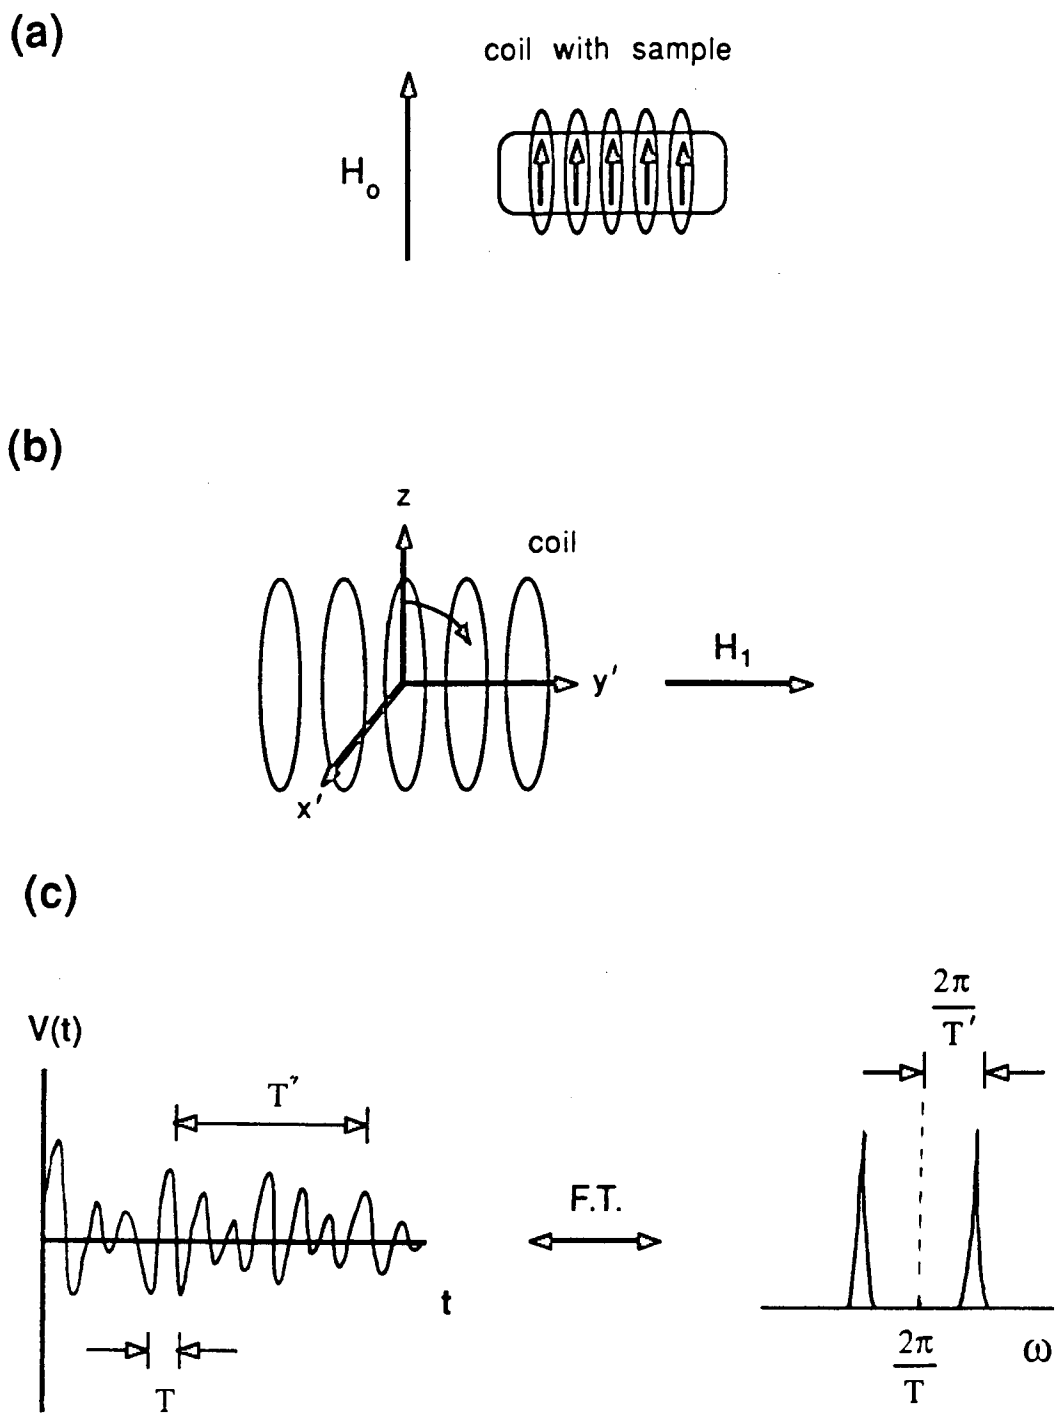 (a)
coil with sample
H₀
(b)
z
coil
H₁
y′
x′
(c)
2π
T′
V(t)
T″
F.T.
t
2π
T
ω
T